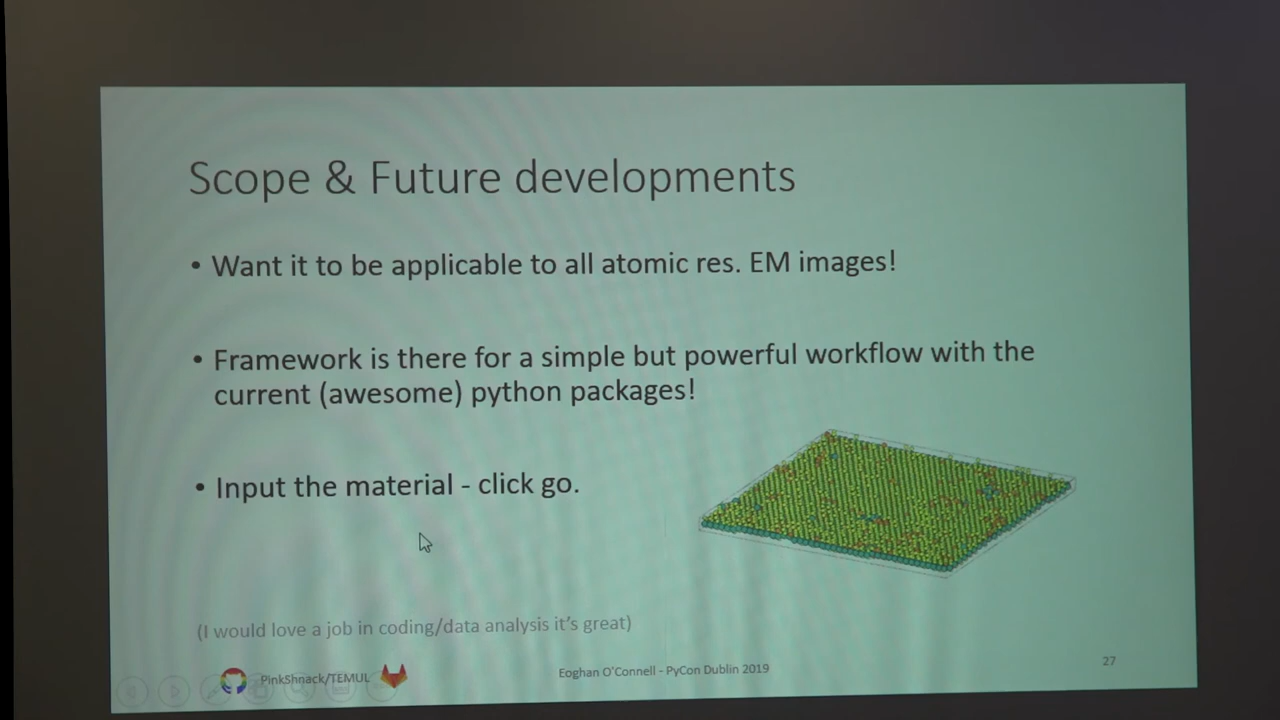 Scope & Future developments
• Want it to be applicable to all atomic res. EM images!
• Framework is there for a simple but powerful workflow with the
current (awesome) python packages!
• Input the material - click go.
(I would love a job in coding/data analysis it's great)
PinkShnack/TEMUL
Eoghan O'Connell - PyCon Dublin 2019
27